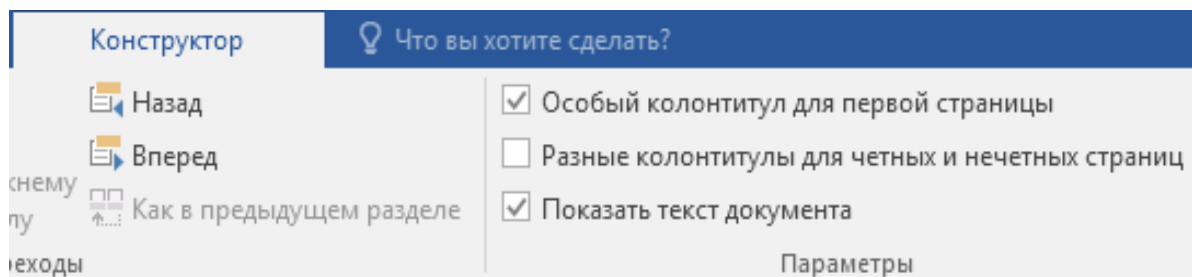 Конструктор
Что вы хотите сделать?
Назад
Вперед
Как в предыдущем разделе
Особый колонтитул для первой страницы
Разные колонтитулы для четных и нечетных страниц
Показать текст документа
Параметры